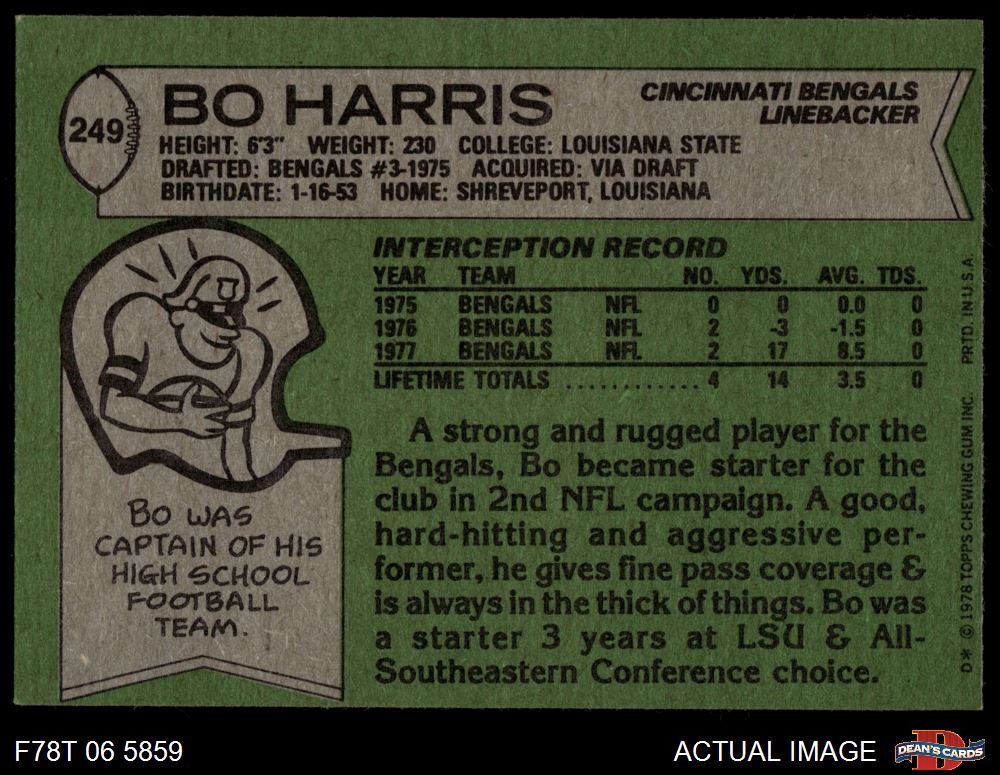 249
BO HARRIS
CINCINNATI BENGALS
LINEBACKER
HEIGHT: 6'3" WEIGHT: 230 COLLEGE: LOUISIANA STATE
DRAFTED: BENGALS #3-1975 ACQUIRED: VIA DRAFT
BIRTHDATE: 1-16-53 HOME: SHREVEPORT, LOUISIANA
INTERCEPTION RECORD
YEAR TEAM NO. YDS. AVG. TDS.
1975 BENGALS NFL 0 0 0.0 0
1976 BENGALS NFL 2 -3 -1.5 0
1977 BENGALS NFL 2 17 8.5 0
LIFETIME TOTALS ............ 4 14 3.5 0
A strong and rugged player for the
Bengals, Bo became starter for the
club in 2nd NFL campaign. A good,
hard-hitting and aggressive per-
former, he gives fine pass coverage &
is always in the thick of things. Bo was
a starter 3 years at LSU & All-
Southeastern Conference choice.
BO WAS
CAPTAIN OF HIS
HIGH SCHOOL
FOOTBALL
TEAM.
D* © 1978 TOPPS CHEWING GUM INC. PRTD. IN U.S.A.
F78T 06 5859
ACTUAL IMAGE
DEAN'S CARDS